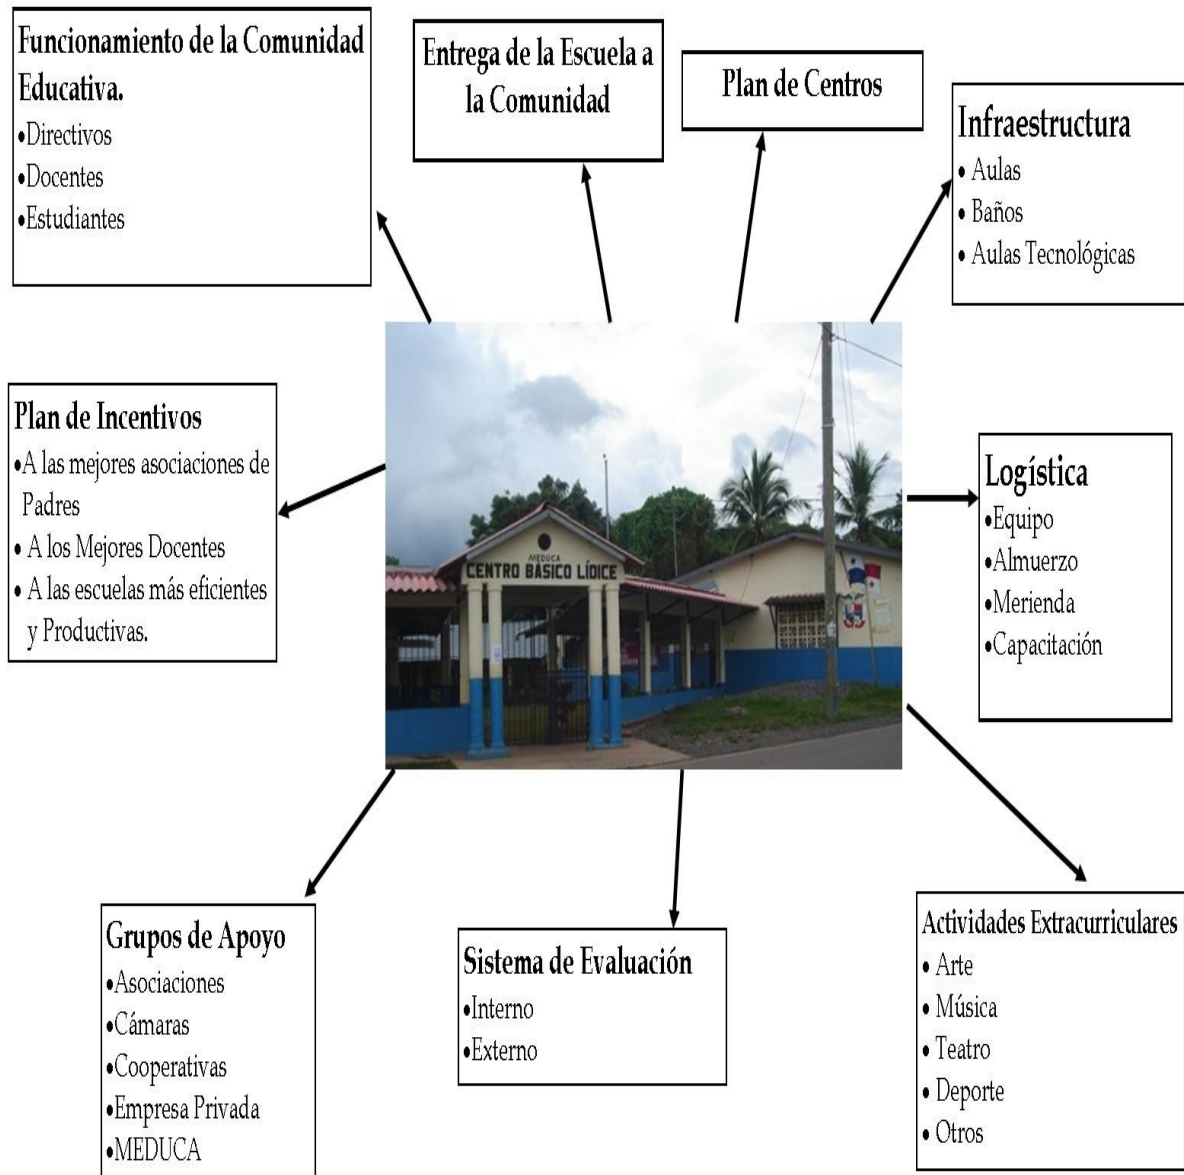 Funcionamiento de la Comunidad
Educativa.
•Directivos
•Docentes
•Estudiantes
Entrega de la Escuela a
la Comunidad
Plan de Centros
Infraestructura
• Aulas
• Baños
• Aulas Tecnológicas
Plan de Incentivos
•A las mejores asociaciones de
Padres
• A los Mejores Docentes
• A las escuelas más eficientes
y Productivas.
MEDUCA
CENTRO BASICO LÍDICE
Logística
•Equipo
•Almuerzo
•Merienda
•Capacitación
Grupos de Apoyo
•Asociaciones
•Cámaras
•Cooperativas
•Empresa Privada
•MEDUCA
Sistema de Evaluación
•Interno
•Externo
Actividades Extracurriculares
• Arte
• Música
• Teatro
• Deporte
• Otros